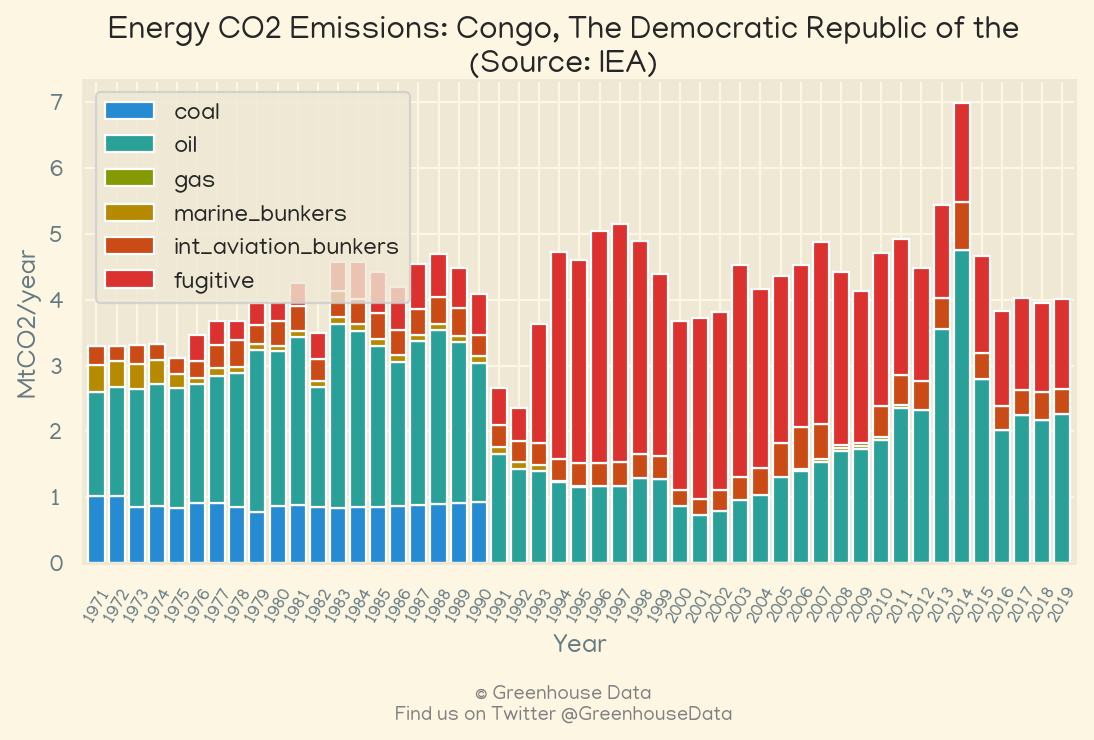 Energy CO2 Emissions: Congo, The Democratic Republic of the
(Source: IEA)
MtCO2/year
7
6
5
4
3
2
1
0
coal
oil
gas
marine_bunkers
int_aviation_bunkers
fugitive
1971 1972 1973 1974 1975 1976 1977 1978 1979 1980 1981 1982 1983 1984 1985 1986 1987 1988 1989 1990 1991 1992 1993 1994 1995 1996 1997 1998 1999 2000 2001 2002 2003 2004 2005 2006 2007 2008 2009 2010 2011 2012 2013 2014 2015 2016 2017 2018 2019
Year
© Greenhouse Data
Find us on Twitter @GreenhouseData